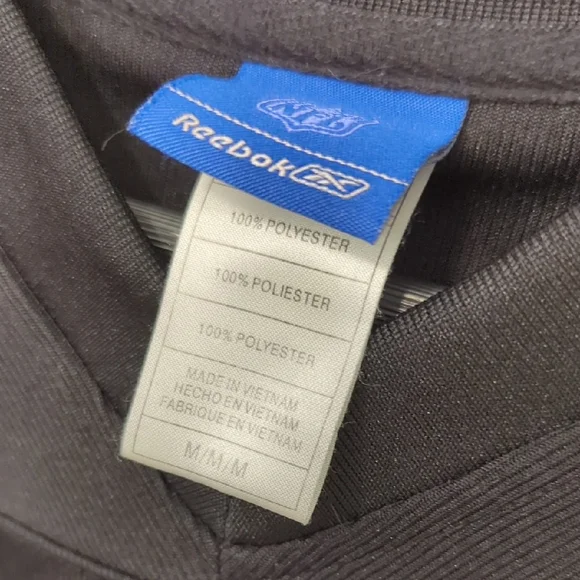 NFL
Reebok
100% POLYESTER
100% POLIESTER
100% POLYESTER
MADE IN VIETNAM
HECHO EN VIETNAM
FABRIQUE EN VIETNAM
M/M/M